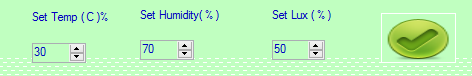 Set Temp ( C )%
Set Humidity( % )
Set Lux ( % )
30
70
50